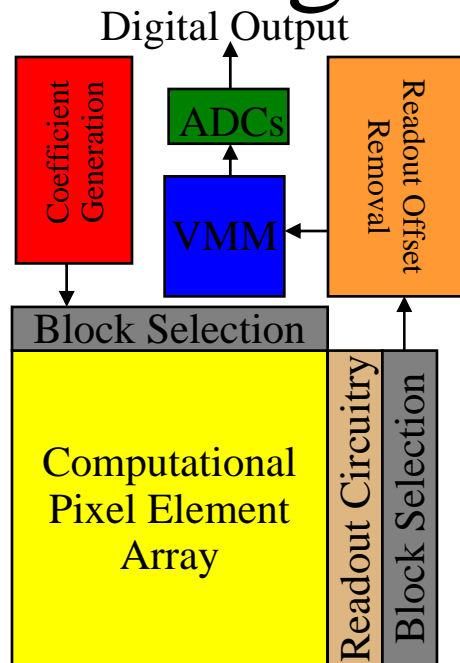 Digital Output
ADCs
Coefficient
Generation
VMM
Readout Offset
Removal
Block Selection
Computational
Pixel Element
Array
Readout Circuitry
Block Selection